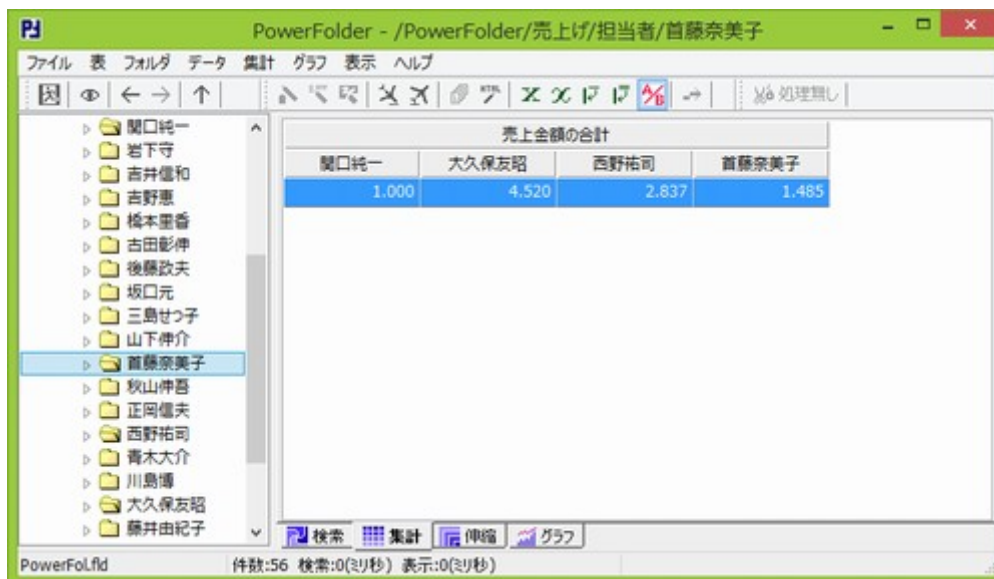 PowerFolder - /PowerFolder/売上げ/担当者/首藤奈美子
ファイル 表 フォルダ データ 集計 グラフ 表示 ヘルプ
A/B 処理無し
関口純一
岩下守
吉井信和
吉野恵
橋本里香
古田彰伸
後藤政夫
坂口元
三島せつ子
山下伸介
首藤奈美子
秋山伸吾
正岡信夫
西野祐司
青木大介
川島博
大久保友昭
藤井由紀子
売上金額の合計
関口純一 大久保友昭 西野祐司 首藤奈美子
1.000 4.520 2.837 1.485
検索 集計 伸縮 グラフ
PowerFol.fld 件数:56 検索:0(ミリ秒) 表示:0(ミリ秒)